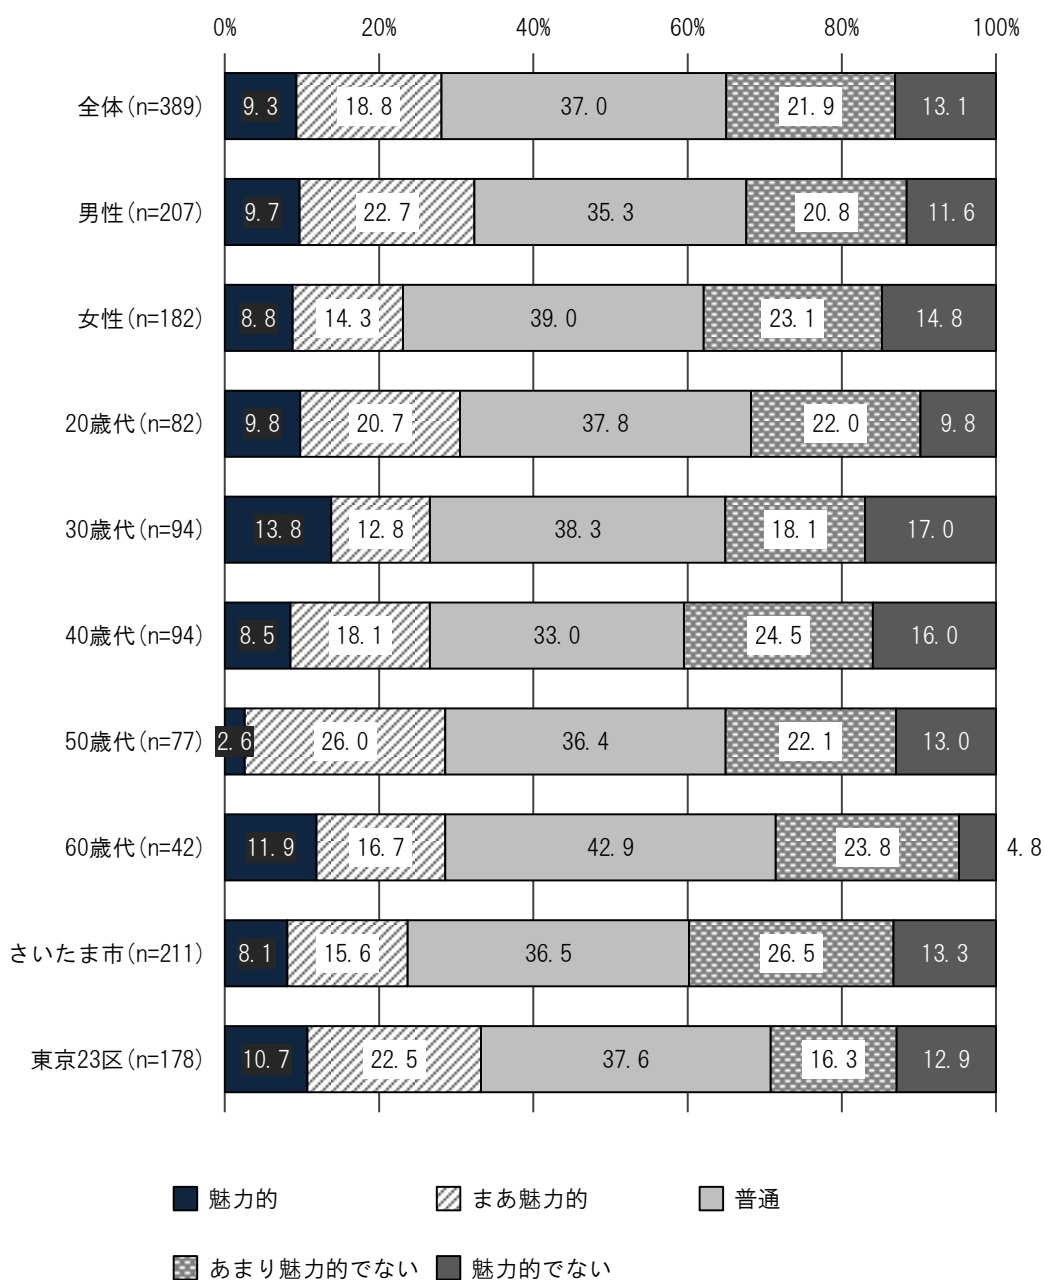 0% 20% 40% 60% 80% 100%
全体(n=389) 9.3 18.8 37.0 21.9 13.1
男性(n=207) 9.7 22.7 35.3 20.8 11.6
女性(n=182) 8.8 14.3 39.0 23.1 14.8
20歳代(n=82) 9.8 20.7 37.8 22.0 9.8
30歳代(n=94) 13.8 12.8 38.3 18.1 17.0
40歳代(n=94) 8.5 18.1 33.0 24.5 16.0
50歳代(n=77) 2.6 26.0 36.4 22.1 13.0
60歳代(n=42) 11.9 16.7 42.9 23.8 4.8
さいたま市(n=211) 8.1 15.6 36.5 26.5 13.3
東京23区(n=178) 10.7 22.5 37.6 16.3 12.9
魅力的 まあ魅力的 普通
あまり魅力的でない 魅力的でない